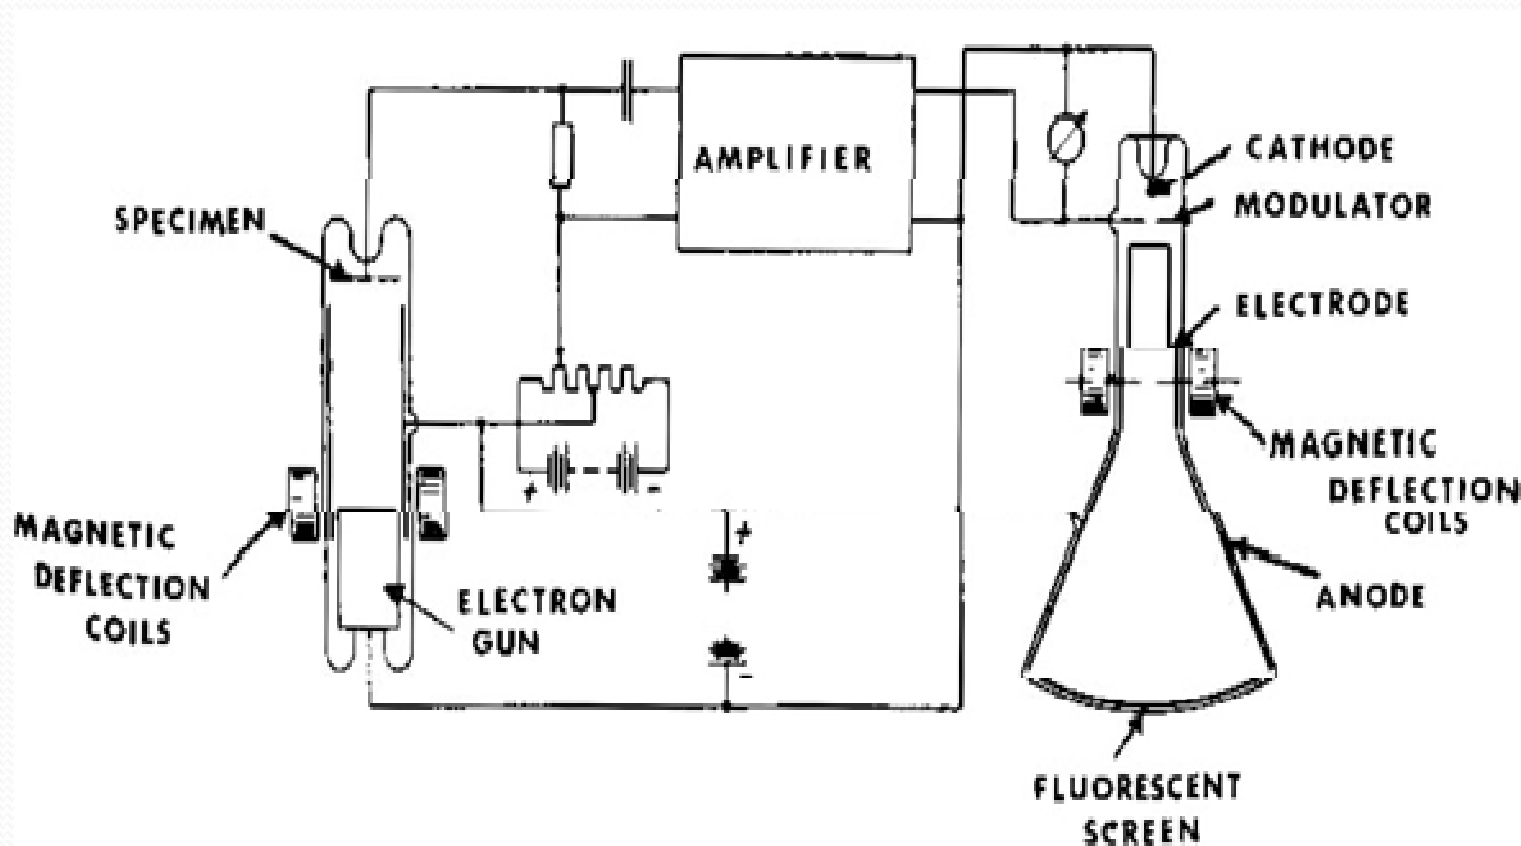 AMPLIFIER
CATHODE
MODULATOR
SPECIMEN
ELECTRODE
MAGNETIC
DEFLECTION
COILS
+
-
MAGNETIC
DEFLECTION
COILS
+
ANODE
ELECTRON
GUN
-
FLUORESCENT
SCREEN